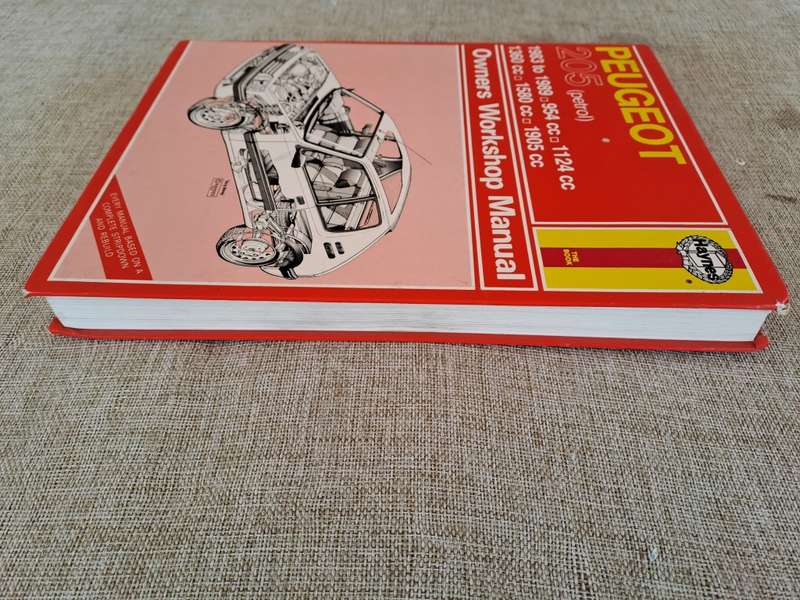 PEUGEOT
205 (petrol)
1983 to 1989 □ 954 cc □ 1124 cc
1360 cc □ 1580 cc □ 1905 cc
Owners Workshop Manual
Haynes
THE
BOOK
EVERY MANUAL BASED ON A
COMPLETE STRIPDOWN
AND REBUILD